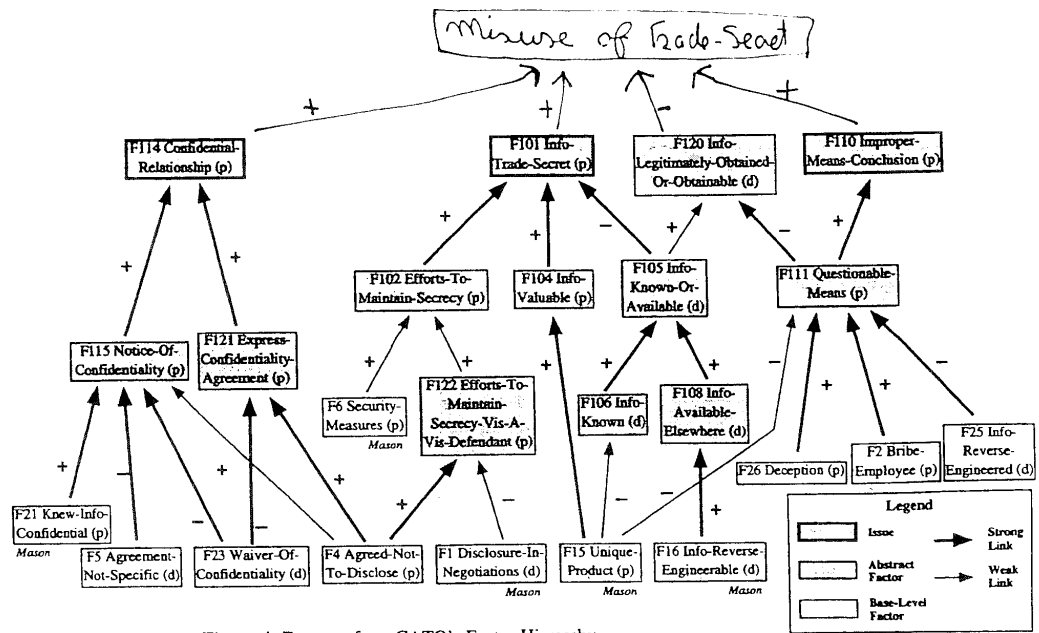 Misuse of Trade-Secret
+
+
-
+
F114 Confidential-
Relationship (p)
F101 Info-
Trade-Secret (p)
F120 Info-
Legitimately-Obtained-
Or-Obtainable (d)
F110 Improper-
Means-Conclusion (p)
+
+
+
+
-
+
-
+
F102 Efforts-To-
Maintain-Secrecy (p)
F104 Info-
Valuable (p)
F105 Info-
Known-Or-
Available (d)
F111 Questionable-
Means (p)
F115 Notice-Of-
Confidentiality (p)
F121 Express-
Confidentiality-
Agreement (p)
+
+
+
+
+
-
+
+
-
F6 Security-
Measures (p)
Mason
F122 Efforts-To-
Maintain-
Secrecy-Vis-A-
Vis-Defendant (p)
F106 Info-
Known (d)
F108 Info-
Available-
Elsewhere (d)
F26 Deception (p)
F2 Bribe-
Employee (p)
F25 Info-
Reverse-
Engineered (d)
+
-
-
+
-
+
+
-
-
-
+
F21 Knew-Info-
Confidential (p)
Mason
F5 Agreement-
Not-Specific (d)
F23 Waiver-Of-
Confidentiality (d)
F4 Agreed-Not-
To-Disclose (p)
F1 Disclosure-In-
Negotiations (d)
Mason
F15 Unique-
Product (p)
Mason
F16 Info-Reverse-
Engineerable (d)
Mason
Legend
Issue
Strong
Link
Abstract
Factor
Weak
Link
Base-Level
Factor